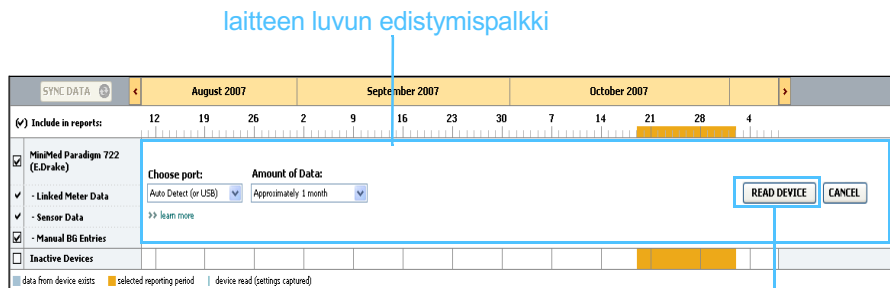 laitteen luvun edistymispalkki
SYNC DATA
August 2007 September 2007 October 2007
(✓) Include in reports: 12 19 26 2 9 16 23 30 7 14 21 28 4
MiniMed Paradigm 722
(E.Drake)
Choose port: Amount of Data:
Auto Detect (or USB) Approximately 1 month READ DEVICE CANCEL
- Linked Meter Data
- Sensor Data >> learn more
- Manual BG Entries
Inactive Devices
data from device exists selected reporting period device read (settings captured)